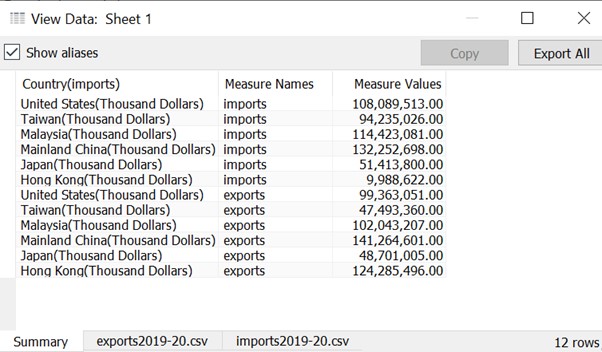 View Data: Sheet 1
Show aliases Copy Export All
Country(imports) Measure Names Measure Values
United States(Thousand Dollars) imports 108,089,513.00
Taiwan(Thousand Dollars) imports 94,235,026.00
Malaysia(Thousand Dollars) imports 114,423,081.00
Mainland China(Thousand Dollars) imports 132,252,698.00
Japan(Thousand Dollars) imports 51,413,800.00
Hong Kong(Thousand Dollars) imports 9,988,622.00
United States(Thousand Dollars) exports 99,363,051.00
Taiwan(Thousand Dollars) exports 47,493,360.00
Malaysia(Thousand Dollars) exports 102,043,207.00
Mainland China(Thousand Dollars) exports 141,264,601.00
Japan(Thousand Dollars) exports 48,701,005.00
Hong Kong(Thousand Dollars) exports 124,285,496.00
Summary exports2019-20.csv imports2019-20.csv 12 rows